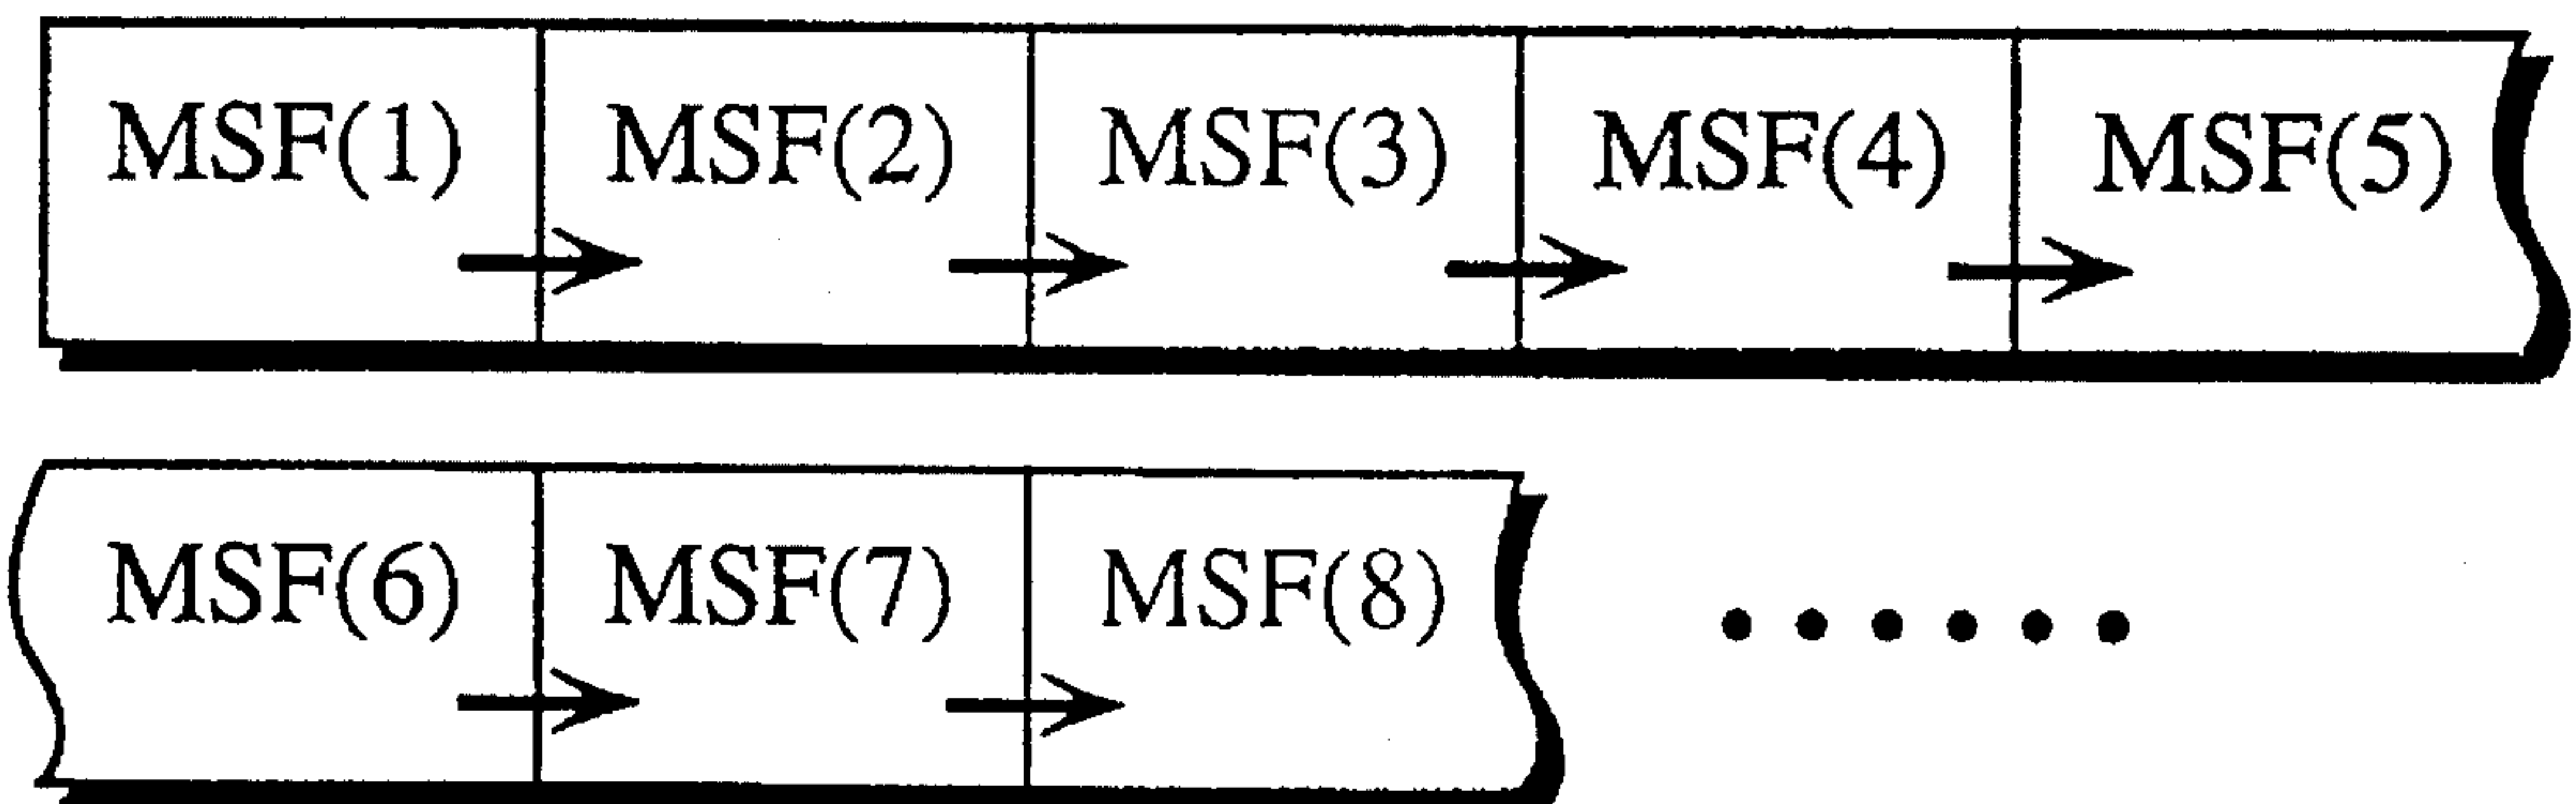 MSF(1) MSF(2) MSF(3) MSF(4) MSF(5)
MSF(6) MSF(7) MSF(8) ......